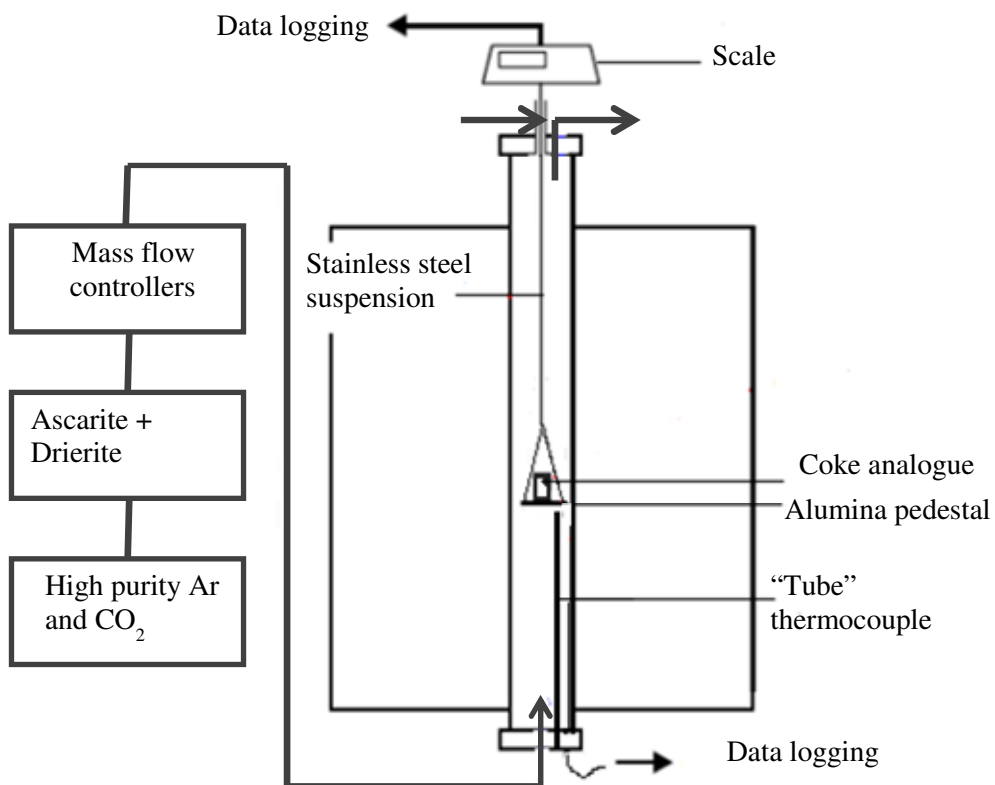 Data logging
Scale
Mass flow
controllers
Stainless steel
suspension
Ascarite +
Drierite
Coke analogue
Alumina pedestal
High purity Ar
and CO₂
“Tube”
thermocouple
Data logging